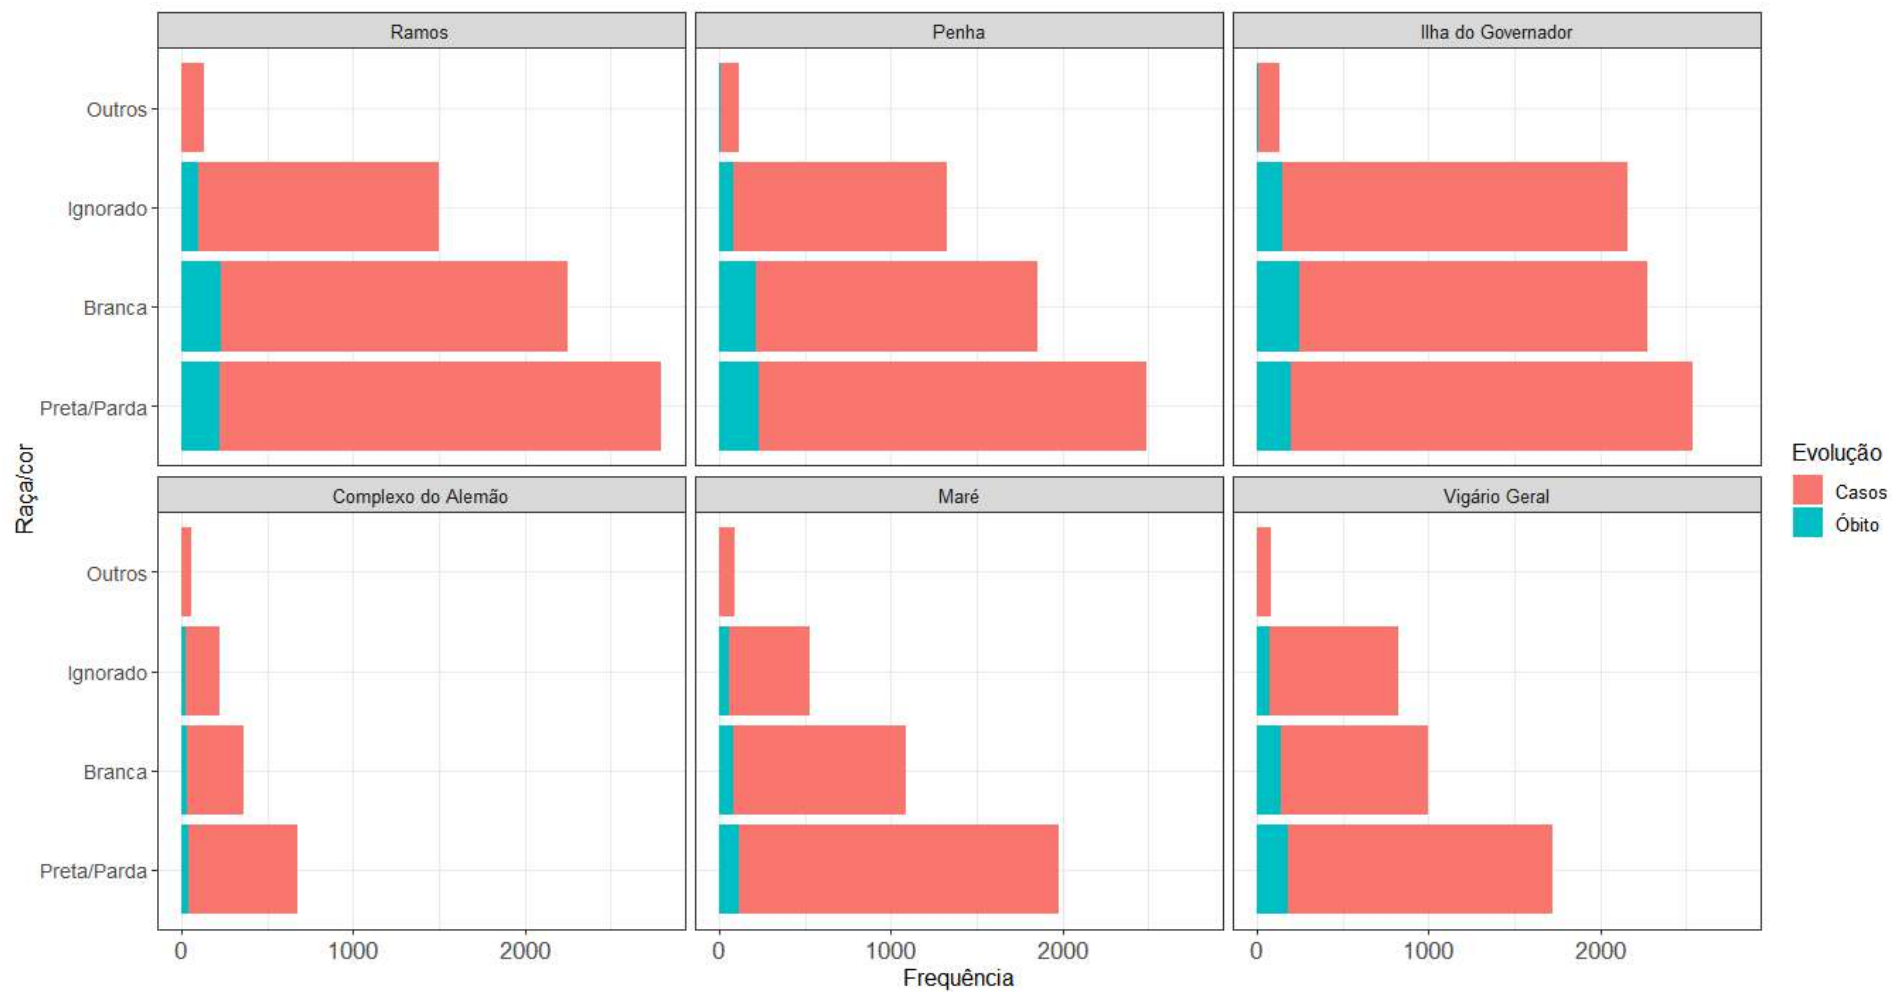 Ramos
Penha
Ilha do Governador
Outros
Ignorado
Branca
Preta/Parda
Complexo do Alemão
Maré
Vigário Geral
Outros
Ignorado
Branca
Preta/Parda
0 1000 2000
0 1000 2000
0 1000 2000
Frequência
Raça/cor
Evolução
Casos
Óbito